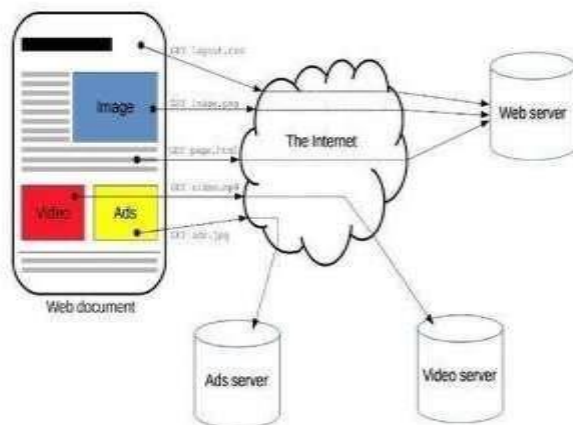 GET layout.css
Image
GET image.png
The Internet
Web server
GET page.html
GET video.mp4
Video
Ads
GET ads.jpg
Web document
Ads server
Video server